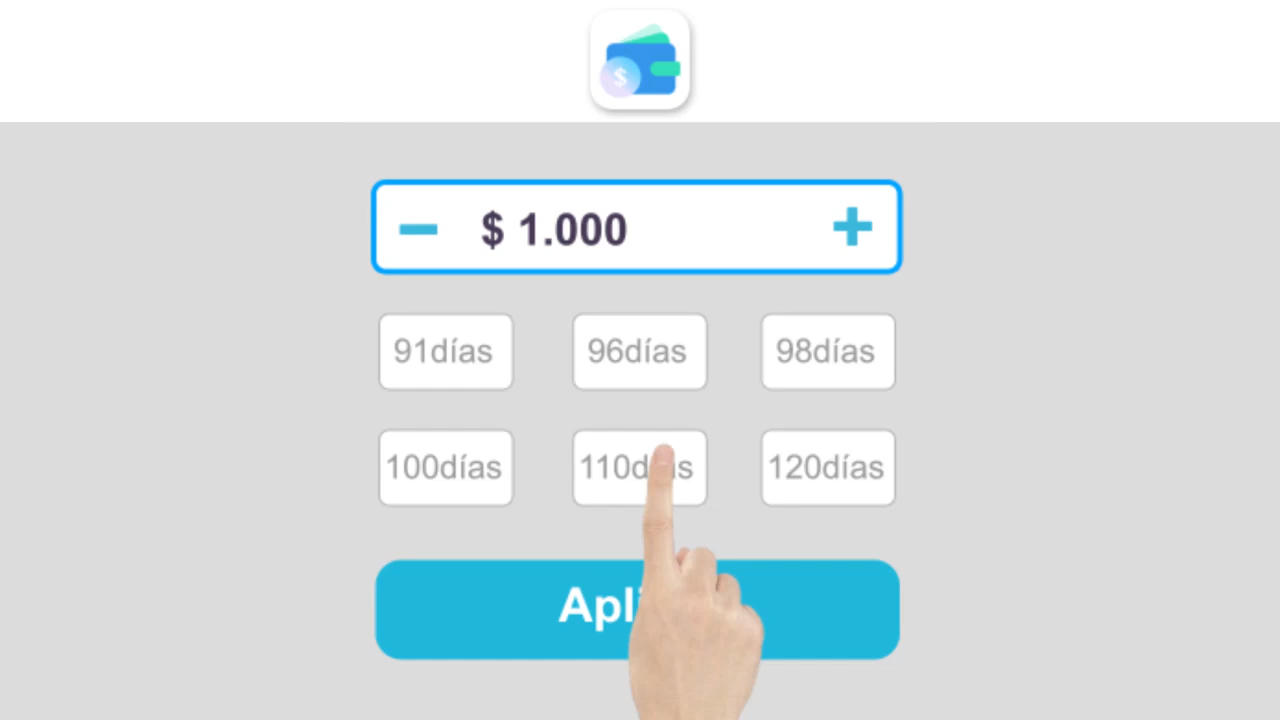 $
$ 1.000
91días 96días 98días
100días 120días